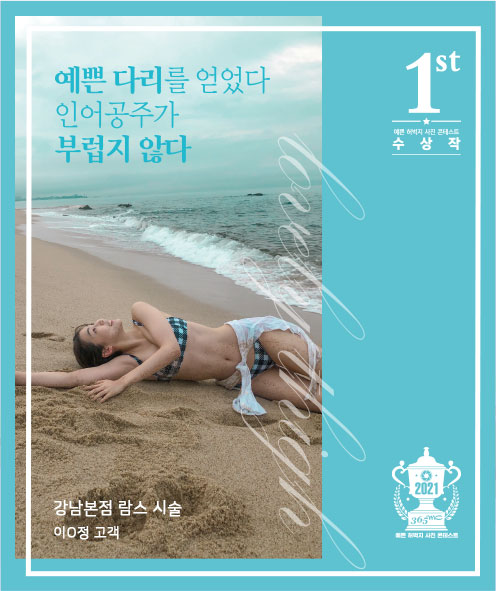 예쁜 다리를 얻었다
인어공주가
부럽지 않다
1st
예쁜 허벅지 사진 콘테스트
수상작
lovely thigh
강남본점 람스 시술
이O정 고객
2021
365mc
예쁜 허벅지 사진 콘테스트